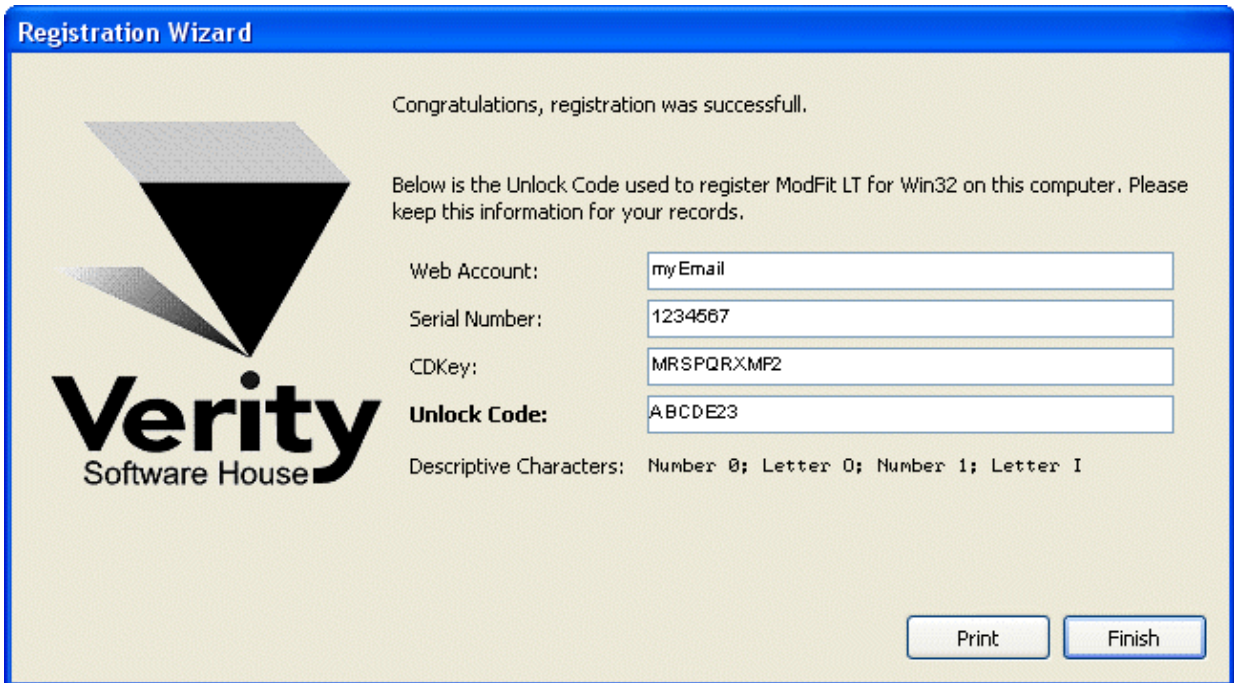 Registration Wizard
Congratulations, registration was successfull.
Below is the Unlock Code used to register ModFit LT for Win32 on this computer. Please
keep this information for your records.
Web Account: myEmail
Serial Number: 1234567
CDKey: MRSPQRXMP2
Unlock Code: ABCDE23
Descriptive Characters: Number 0; Letter O; Number 1; Letter I
Verity
Software House
Print Finish